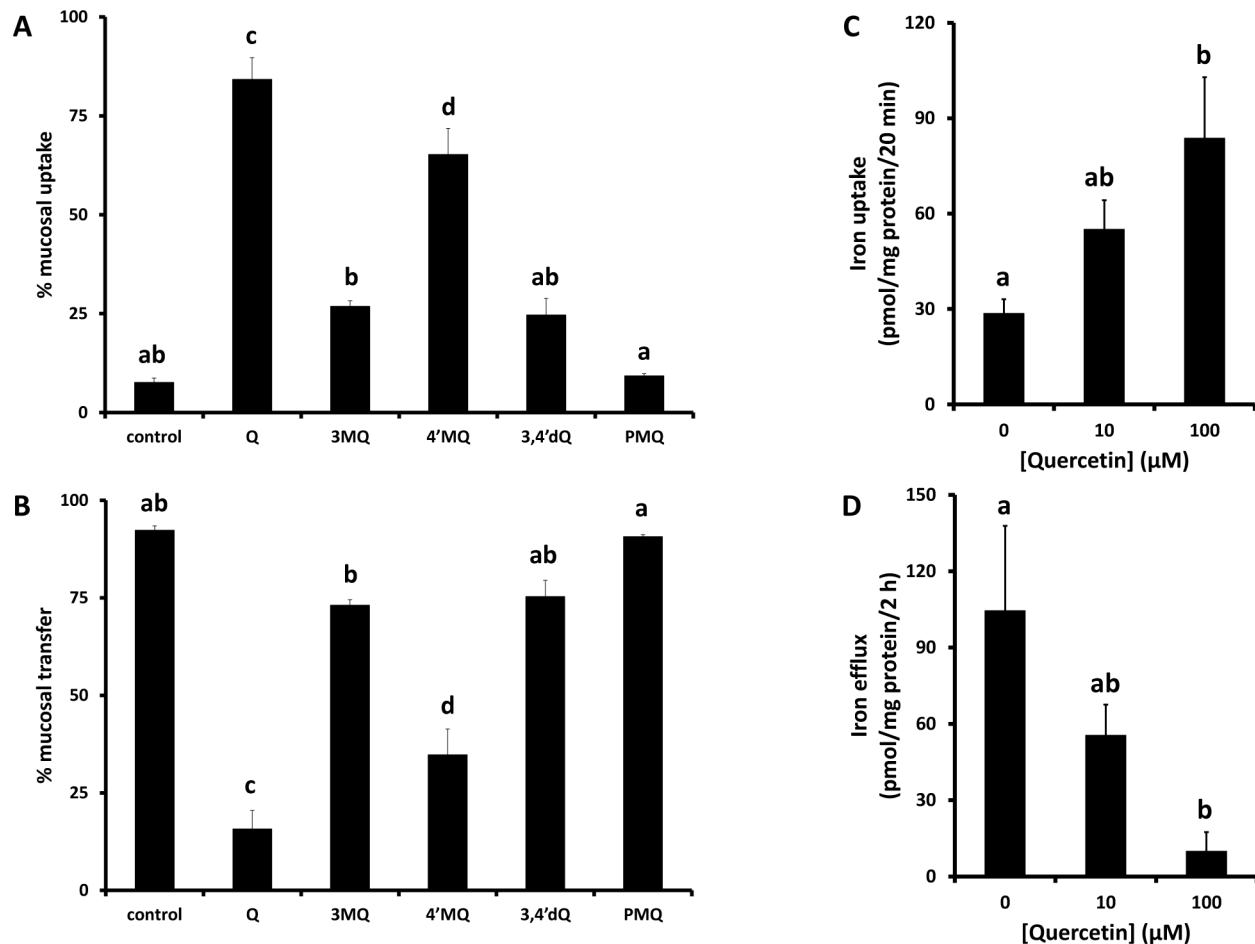 A
% mucosal uptake
100
75
50
25
0
ab
c
b
d
ab
a
control Q 3MQ 4’MQ 3,4’dQ PMQ
B
% mucosal transfer
100
75
50
25
0
ab
c
b
d
ab
a
control Q 3MQ 4’MQ 3,4’dQ PMQ
C
Iron uptake
(pmol/mg protein/20 min)
120
90
60
30
0
a
ab
b
0 10 100
[Quercetin] (µM)
D
Iron efflux
(pmol/mg protein/2 h)
150
120
90
60
30
0
a
ab
b
0 10 100
[Quercetin] (µM)